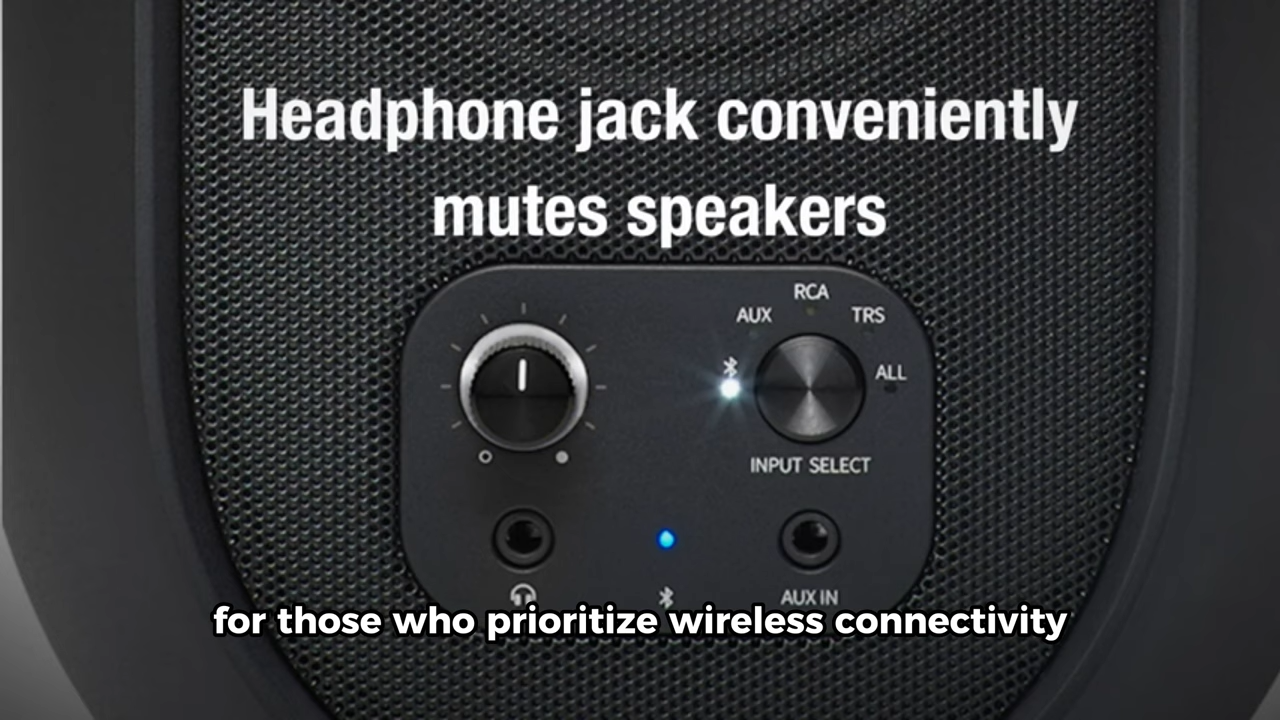 Headphone jack conveniently
mutes speakers
RCA
AUX
TRS
ALL
INPUT SELECT
AUX IN
for those who prioritize wireless connectivity